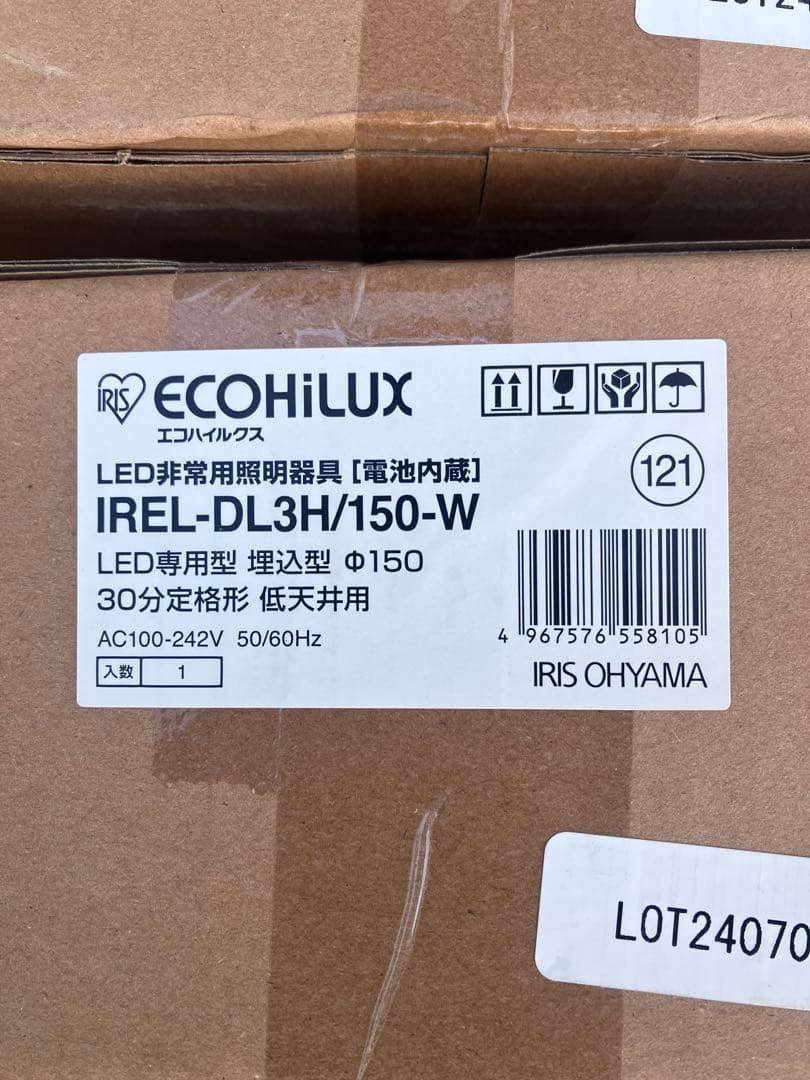 IRIS ECOHiLUX
エコハイルクス
LED非常用照明器具［電池内蔵］
121
IREL-DL3H/150-W
LED専用型 埋込型 Φ150
30分定格形 低天井用
AC100-242V 50/60Hz
入数 1
4 967576 558105
IRIS OHYAMA
LOT24070